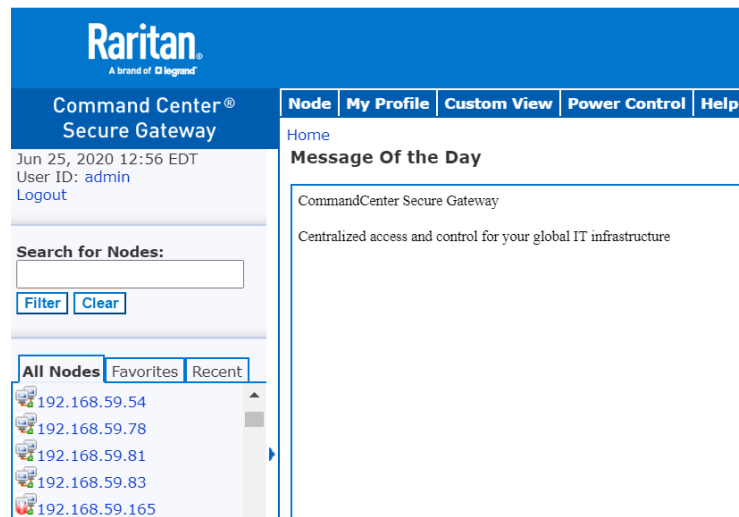 Raritan.
A brand of legrand
Command Center®
Secure Gateway
Node My Profile Custom View Power Control Help
Jun 25, 2020 12:56 EDT
User ID: admin
Logout
Home
Message Of the Day
CommandCenter Secure Gateway
Centralized access and control for your global IT infrastructure
Search for Nodes:
Filter Clear
All Nodes Favorites Recent
192.168.59.54
192.168.59.78
192.168.59.81
192.168.59.83
192.168.59.165